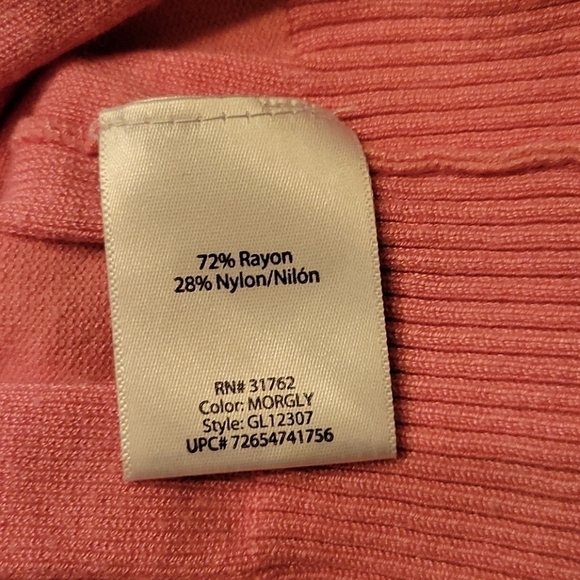 72% Rayon
28% Nylon/Nilón
RN# 31762
Color: MORGLY
Style: GL12307
UPC# 72654741756